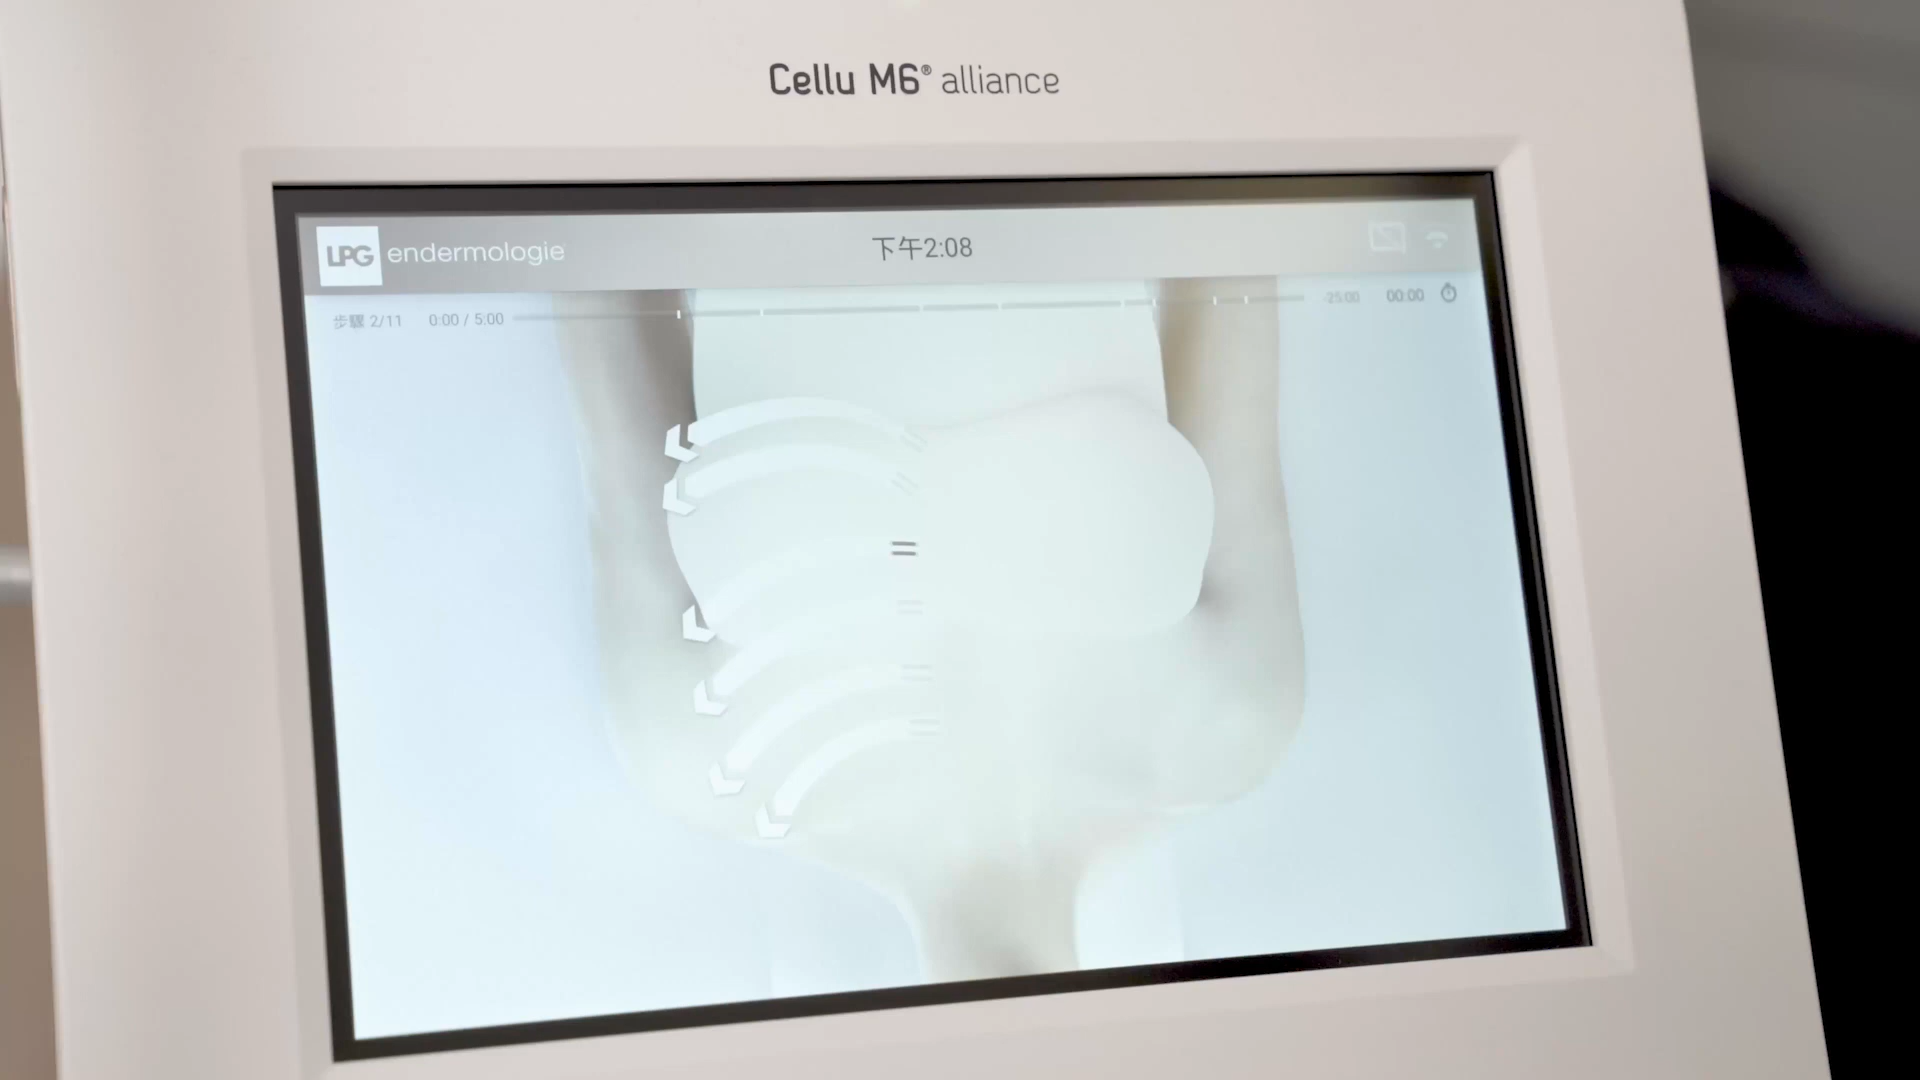 Cellu M6® alliance
LPG endermologie 下午2:08
步驟 2/11 0:00 / 5:00 -25:00 00:00